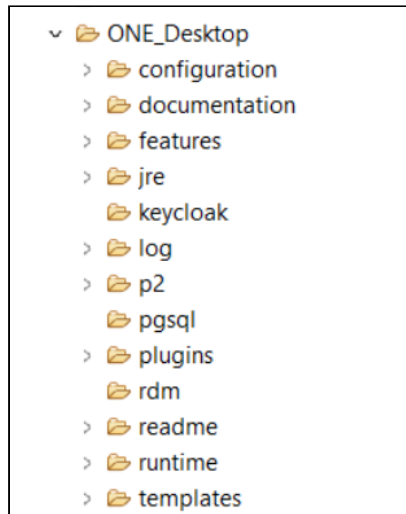 ONE_Desktop
configuration
documentation
features
jre
keycloak
log
p2
pgsql
plugins
rdm
readme
runtime
templates